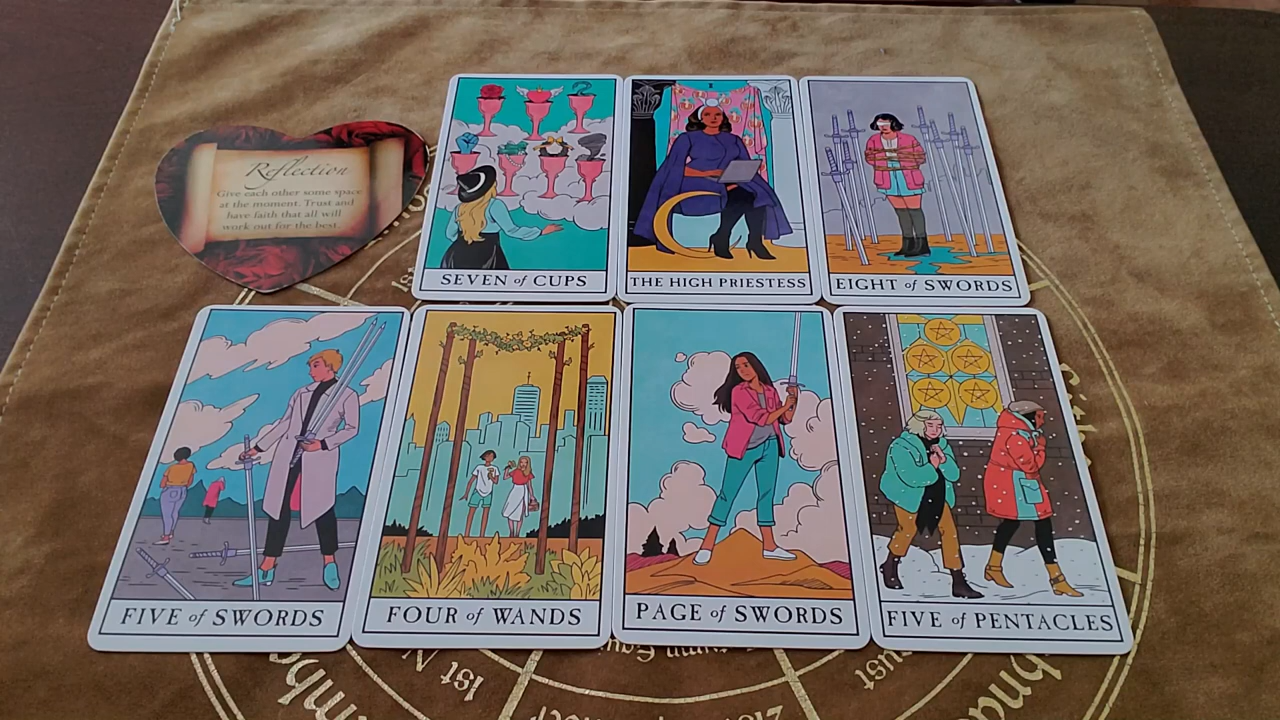 Reflection
Give each other some space
at the moment. Trust and
have faith that all will
work out for the best.
SEVEN of CUPS
II
THE HIGH PRIESTESS
EIGHT of SWORDS
FIVE of SWORDS
FOUR of WANDS
PAGE of SWORDS
FIVE of PENTACLES
1st